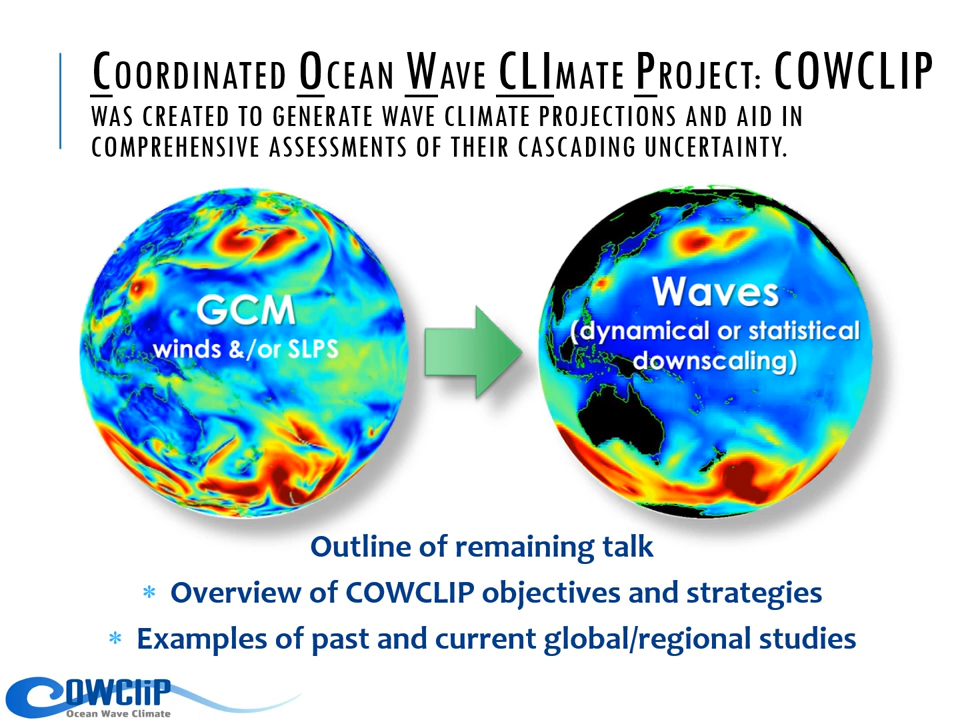 COORDINATED OCEAN WAVE CLIMATE PROJECT: COWCLIP
WAS CREATED TO GENERATE WAVE CLIMATE PROJECTIONS AND AID IN
COMPREHENSIVE ASSESSMENTS OF THEIR CASCADING UNCERTAINTY.
GCM
winds &/or SLPS
Waves
(dynamical or statistical
downscaling)
Outline of remaining talk
* Overview of COWCLIP objectives and strategies
* Examples of past and current global/regional studies
COWCliP
Ocean Wave Climate